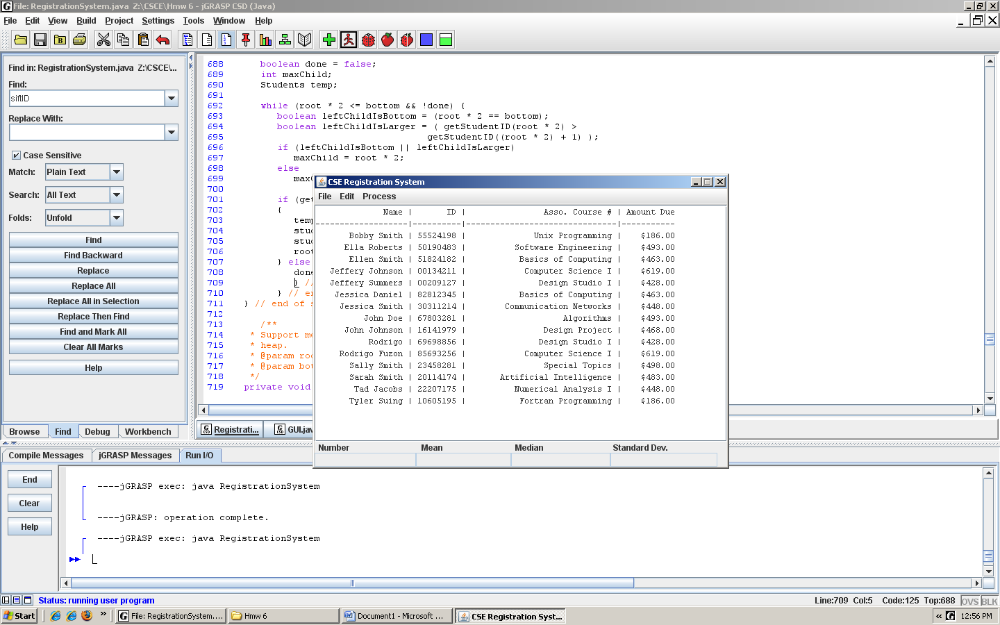 File: RegistrationSystem.java  Z:\CSCE\Hmw 6 - jGRASP CSD (Java)
File Edit View Build Project Settings Tools Window Help
Find in: RegistrationSystem.java  Z:\CSCE\...
Find:
siftID
Replace With:
Case Sensitive
Match: Plain Text
Search: All Text
Folds: Unfold
Find
Find Backward
Replace
Replace All
Replace All in Selection
Replace Then Find
Find and Mark All
Clear All Marks
Help
Browse Find Debug Workbench
688 boolean done = false;
689 int maxChild;
690 Students temp;
691
692 while (root * 2 <= bottom && !done) {
693 boolean leftChildIsBottom = (root * 2 == bottom);
694 boolean leftChildIsLarger = ( getStudentID(root * 2) >
695 getStudentID((root * 2) + 1) );
696 if (leftChildIsBottom || leftChildIsLarger)
697 maxChild = root * 2;
698 else
699 max
700
701 if (get
702 {
703 temp
704 stu
705 stu
706 root
707 } else
708 done
709 } //
710 } // en
711 } // end of s
712
713 /**
714 * Support me
715 * heap.
716 * @param roo
717 * @param bot
718 */
719 private void
Registrati... GUI.jav
CSE Registration System
File Edit Process
Name | ID | Asso. Course # | Amount Due
-------------------|----------|-------------------------------|-----------
Bobby Smith | 55524198 | Unix Programming | $186.00
Ella Roberts | 50190483 | Software Engineering | $493.00
Ellen Smith | 51824182 | Basics of Computing | $463.00
Jeffery Johnson | 00134211 | Computer Science I | $619.00
Jeffery Summers | 00209127 | Design Studio I | $428.00
Jessica Daniel | 82812345 | Basics of Computing | $463.00
Jessica Smith | 30311214 | Communication Networks | $448.00
John Doe | 67803281 | Algorithms | $493.00
John Johnson | 16141979 | Design Project | $468.00
Rodrigo | 69698856 | Design Studio I | $428.00
Rodrigo Fuzon | 85693256 | Computer Science I | $619.00
Sally Smith | 23458281 | Special Topics | $498.00
Sarah Smith | 20114174 | Artificial Intelligence | $483.00
Tad Jacobs | 22207175 | Numerical Analysis I | $448.00
Tyler Suing | 10605195 | Fortran Programming | $186.00
Number Mean Median Standard Dev.
Compile Messages jGRASP Messages Run I/O
End
Clear
Help
----jGRASP exec: java RegistrationSystem
----jGRASP: operation complete.
----jGRASP exec: java RegistrationSystem
Status: running user program
Line:709 Col:5 Code:125 Top:688 OVS BLK
Start » File: RegistrationSystem.... Hmw 6 Document1 - Microsoft ... CSE Registration Syst... « 12:56 PM